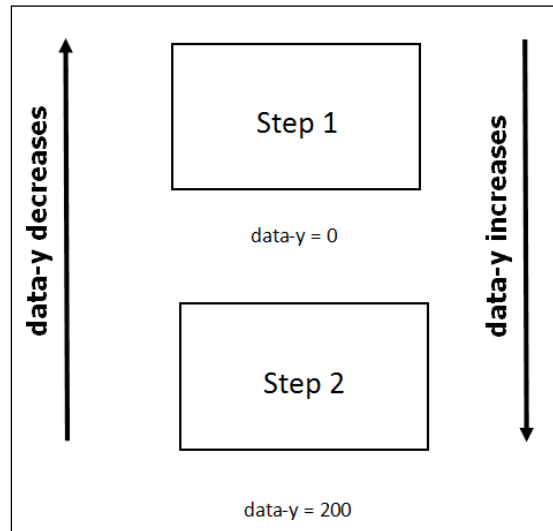 data-y decreases
Step 1
data-y = 0
Step 2
data-y = 200
data-y increases